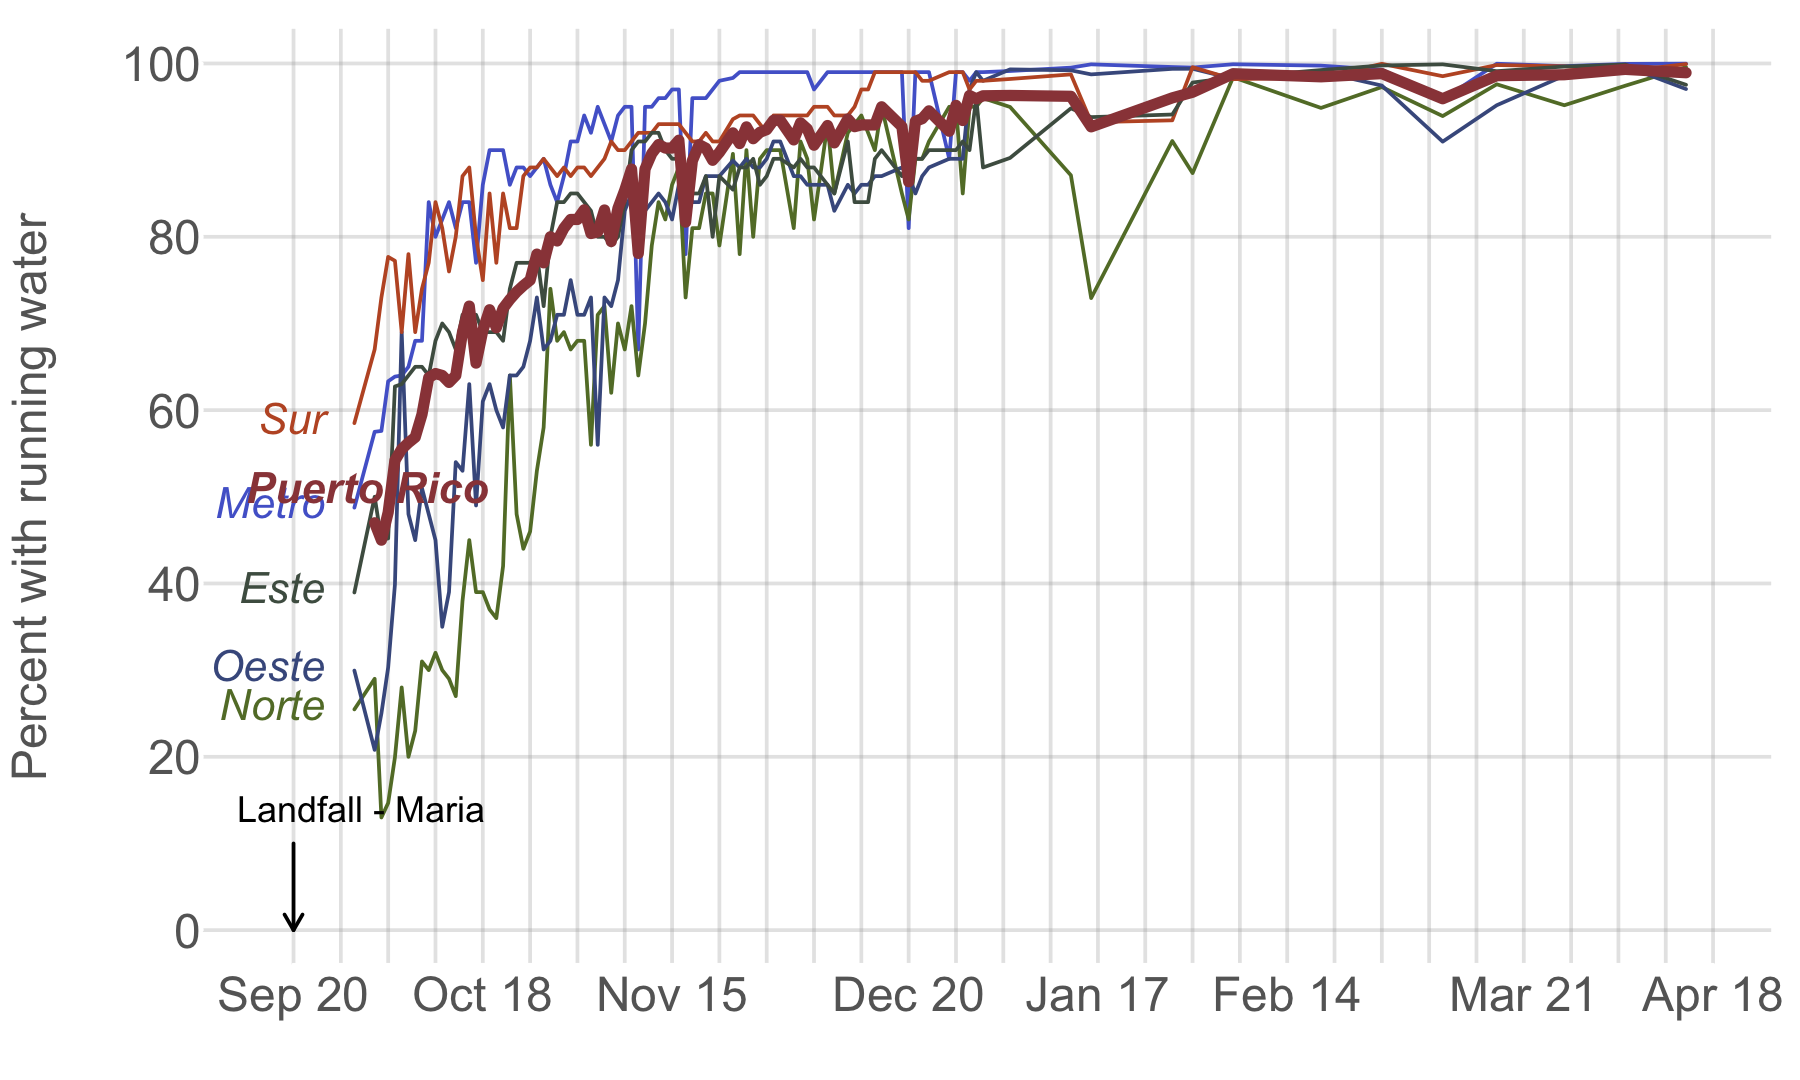 Percent with running water
100
80
60
40
20
0
Sur
Puerto Rico
Metro
Este
Oeste
Norte
Landfall - Maria
Sep 20 Oct 18 Nov 15 Dec 20 Jan 17 Feb 14 Mar 21 Apr 18